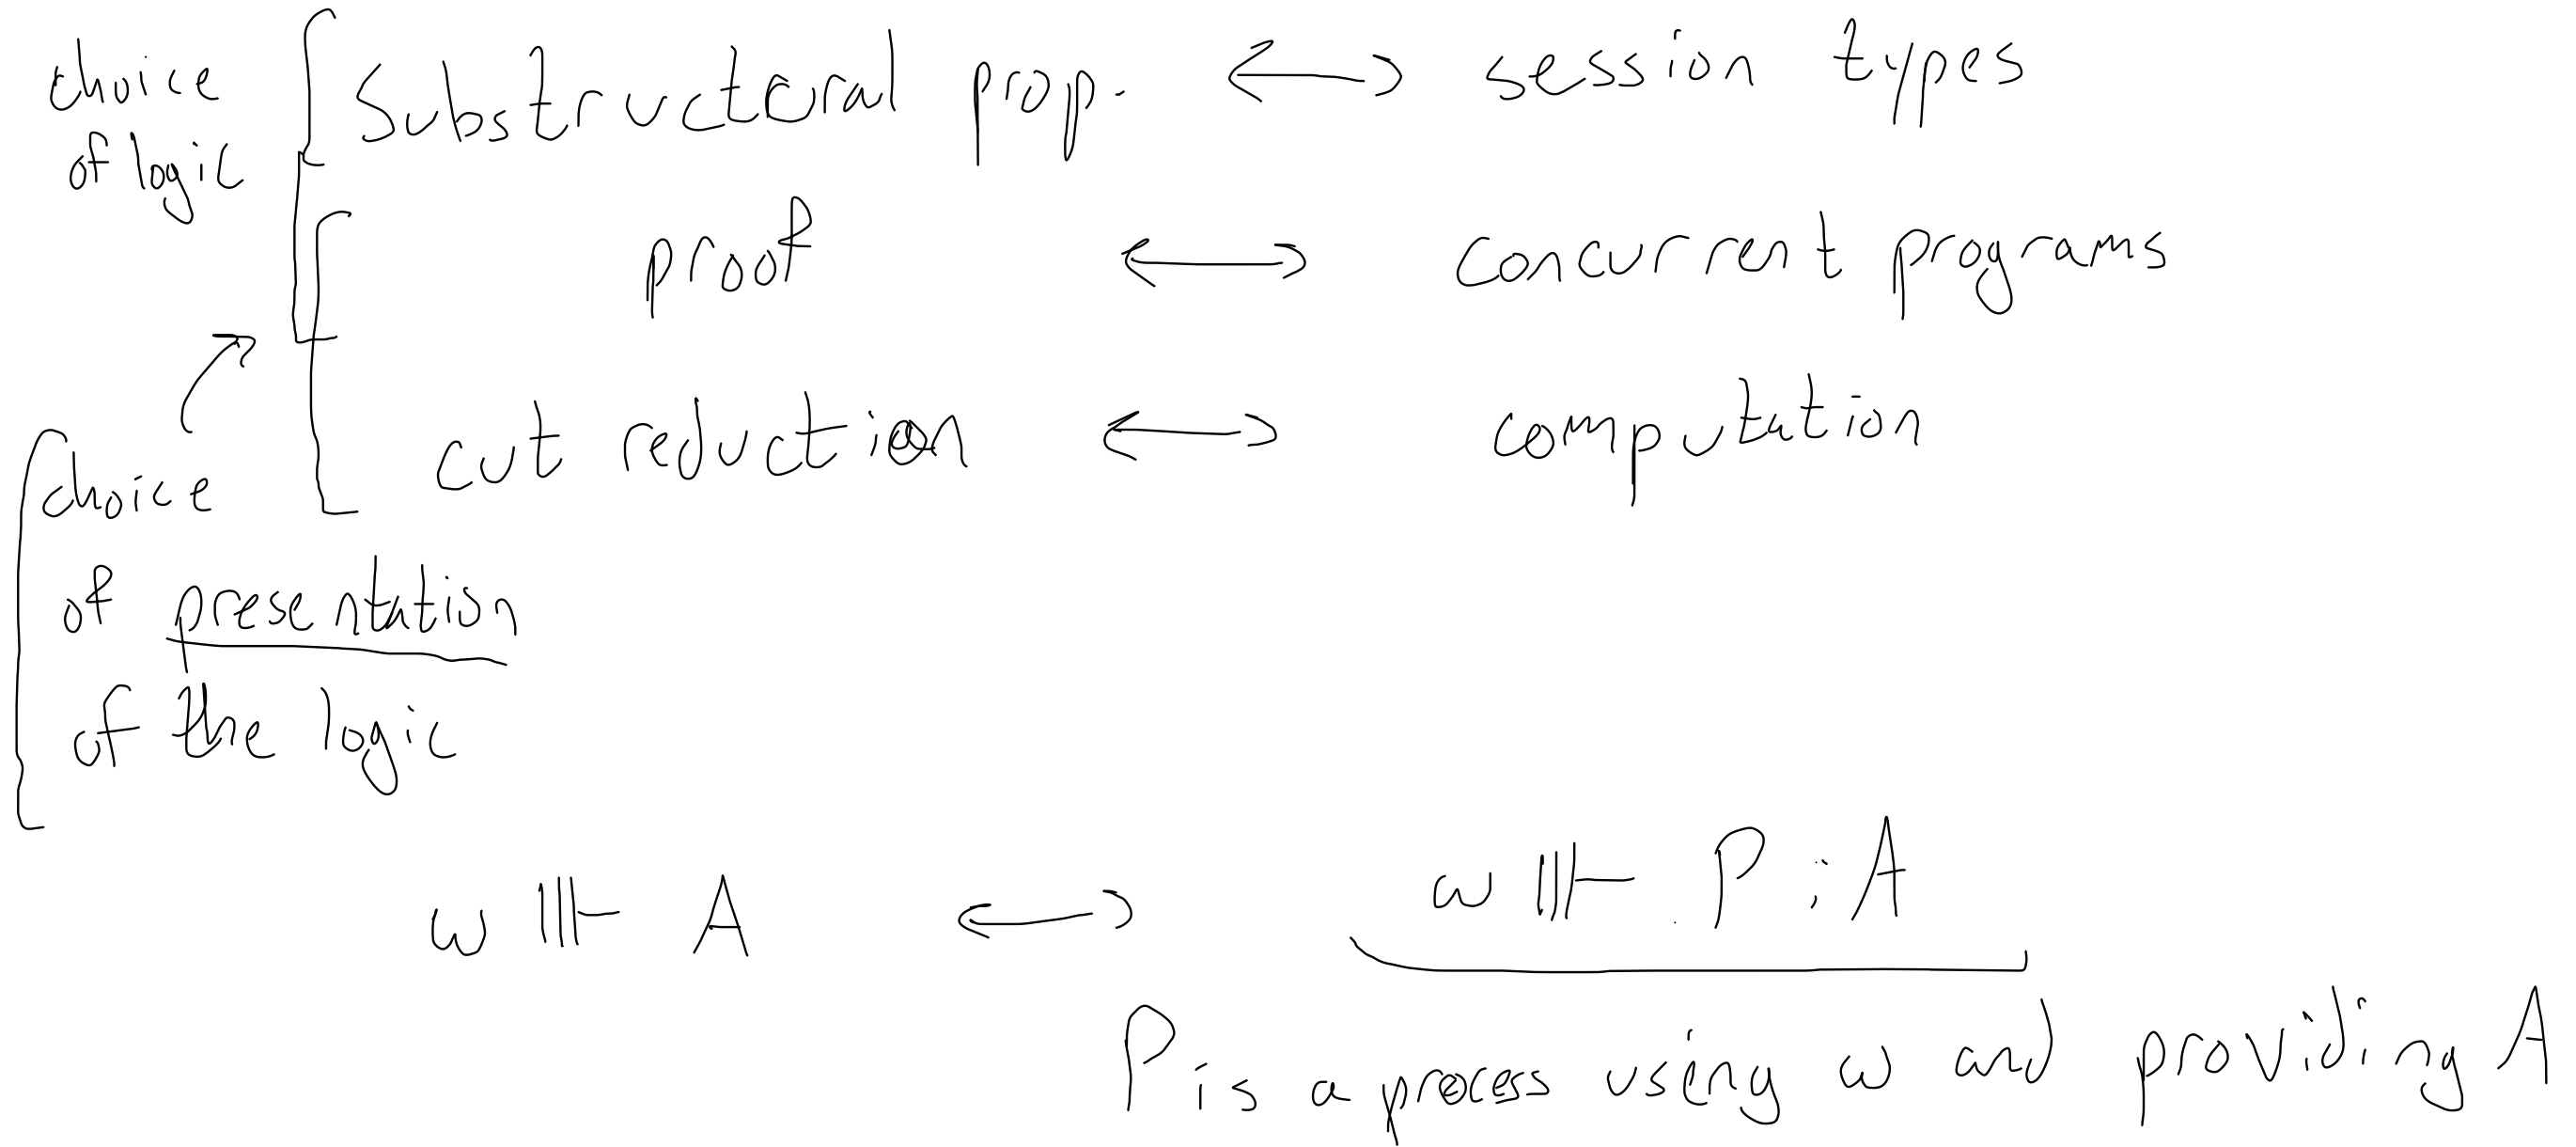 choice of logic
Substructural prop. ⟷ session types
proof ⟷ concurrent programs
cut reduction ⟷ computation
choice
of presentation
of the logic
ω ⊪ A ⟷ ω ⊪ P : A
P is a process using ω and providing A